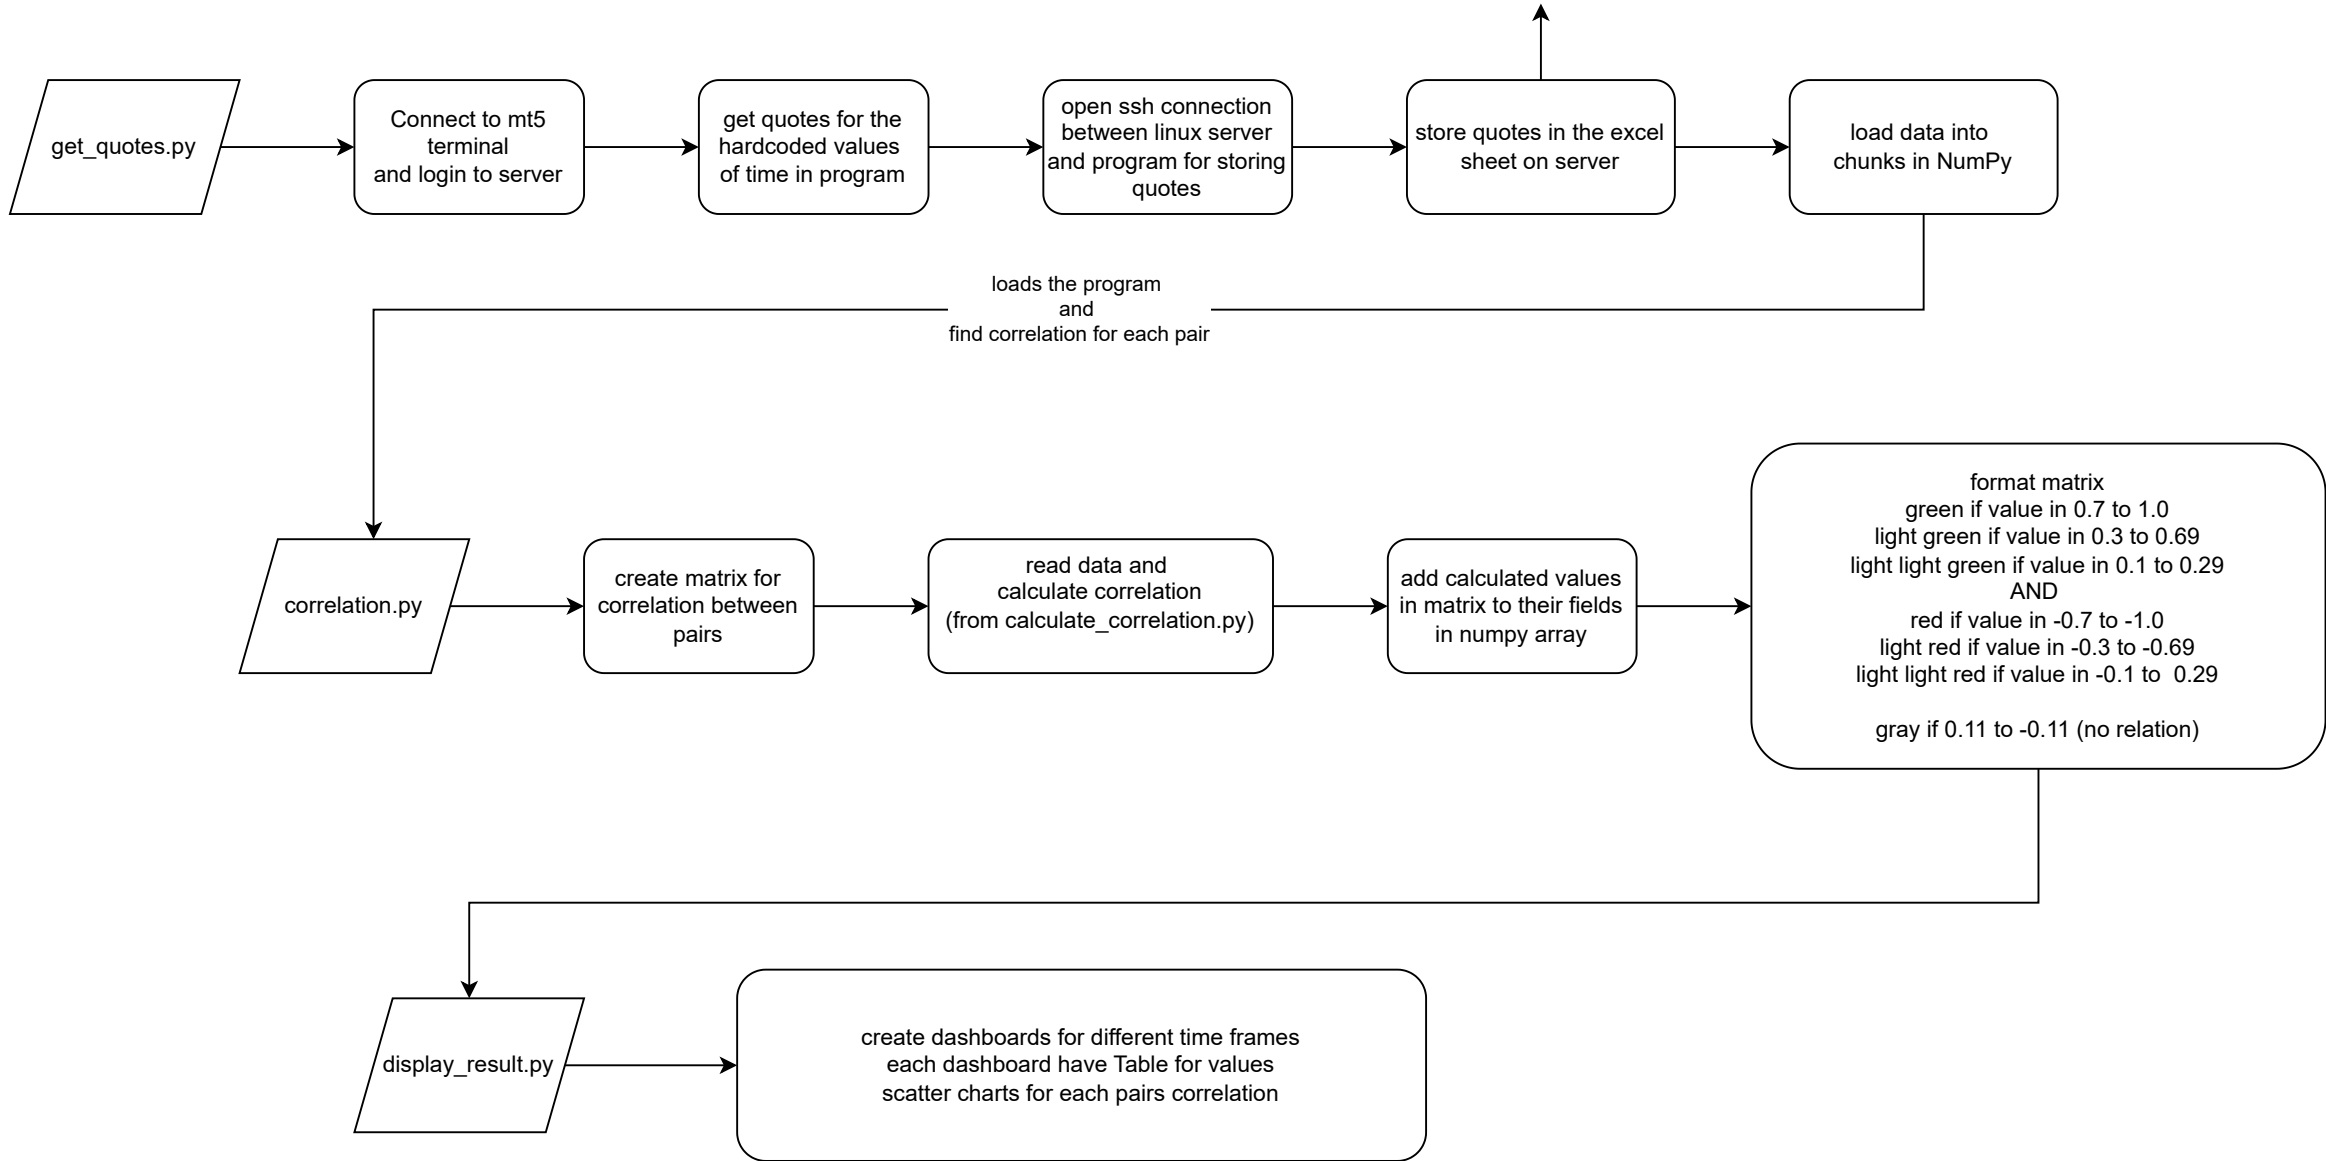 get_quotes.py
Connect to mt5
terminal
and login to server
get quotes for the
hardcoded values
of time in program
open ssh connection
between linux server
and program for storing
quotes
store quotes in the excel
sheet on server
load data into
chunks in NumPy
loads the program
and
find correlation for each pair
correlation.py
create matrix for
correlation between
pairs
read data and
calculate correlation
(from calculate_correlation.py)
add calculated values
in matrix to their fields
in numpy array
format matrix
green if value in 0.7 to 1.0
light green if value in 0.3 to 0.69
light light green if value in 0.1 to 0.29
AND
red if value in -0.7 to -1.0
light red if value in -0.3 to -0.69
light light red if value in -0.1 to  0.29
gray if 0.11 to -0.11 (no relation)
display_result.py
create dashboards for different time frames
each dashboard have Table for values
scatter charts for each pairs correlation